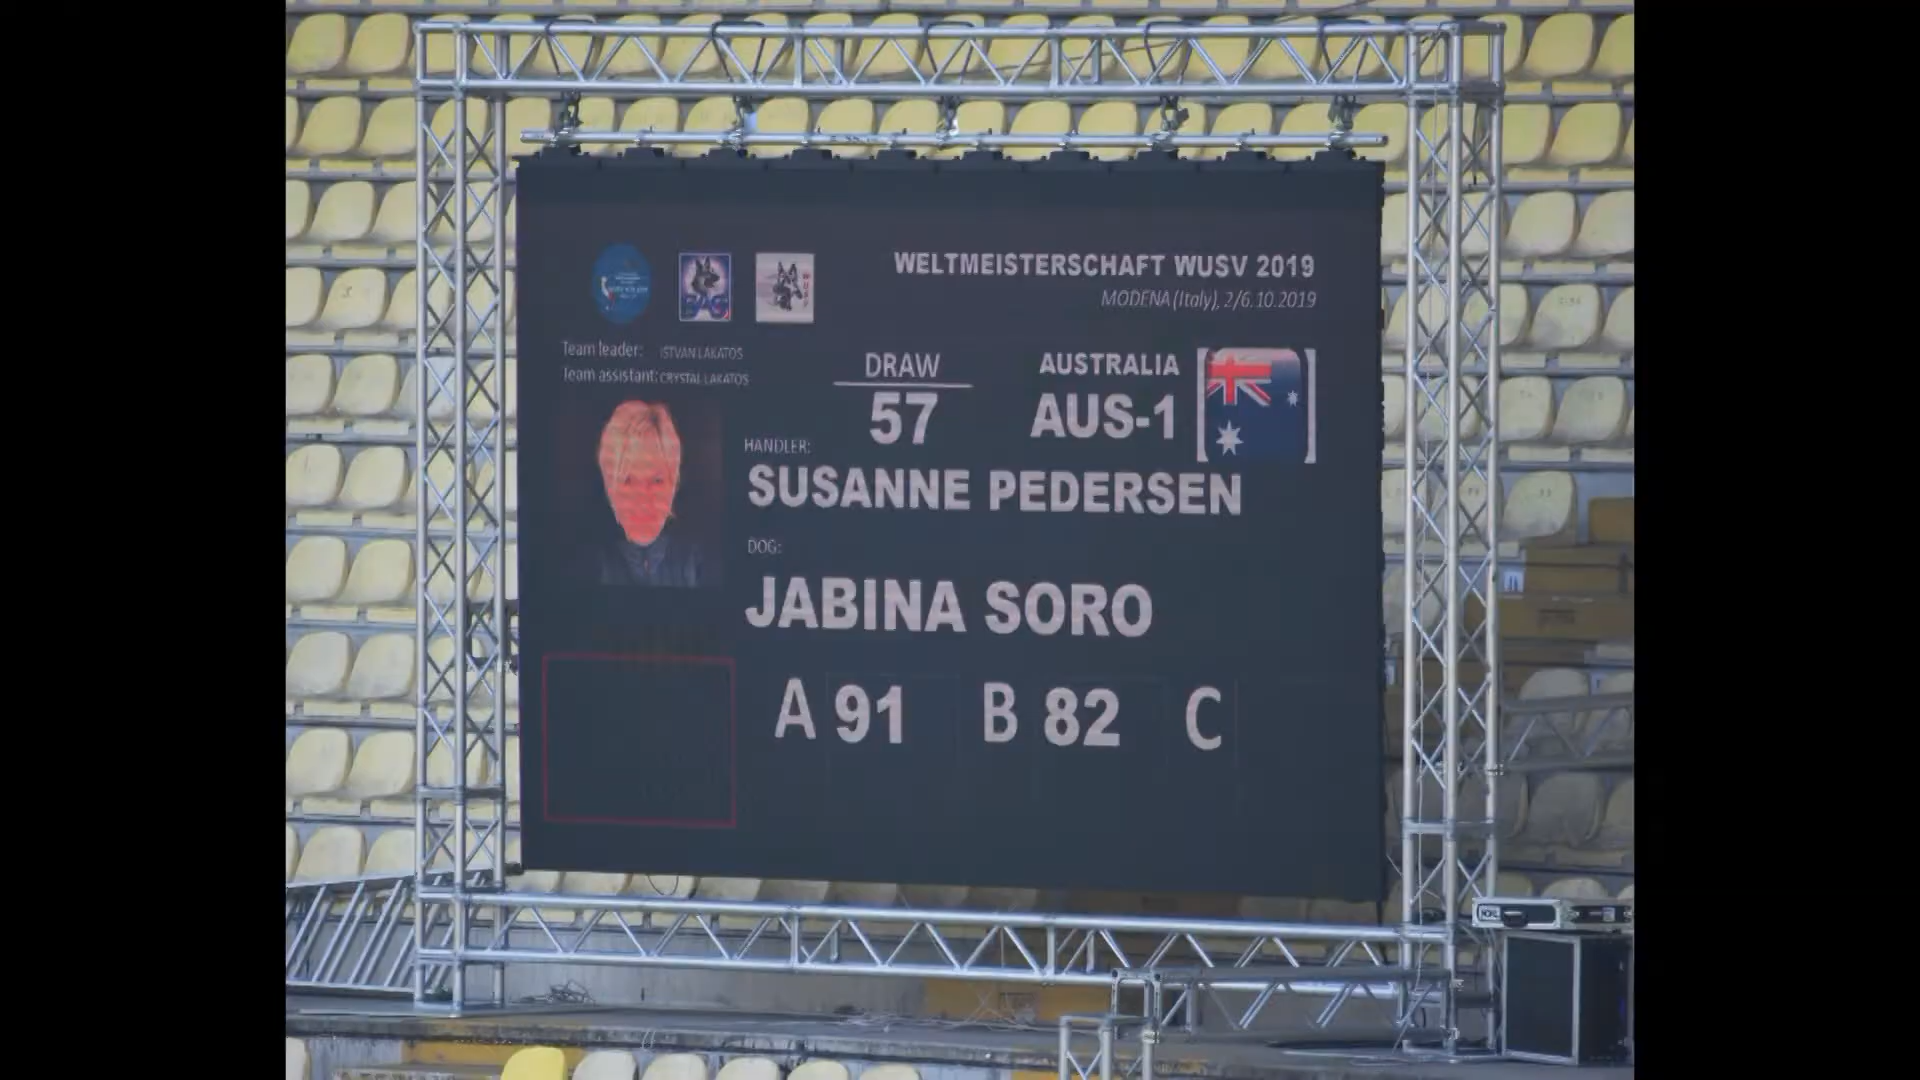 WELTMEISTERSCHAFT WUSV 2019
MODENA (Italy), 2/6.10.2019
Team leader: ISTVAN LAKATOS
Team assistant: CRYSTAL LAKATOS
DRAW
57
AUSTRALIA
AUS-1
HANDLER:
SUSANNE PEDERSEN
DOG:
JABINA SORO
A 91 B 82 C